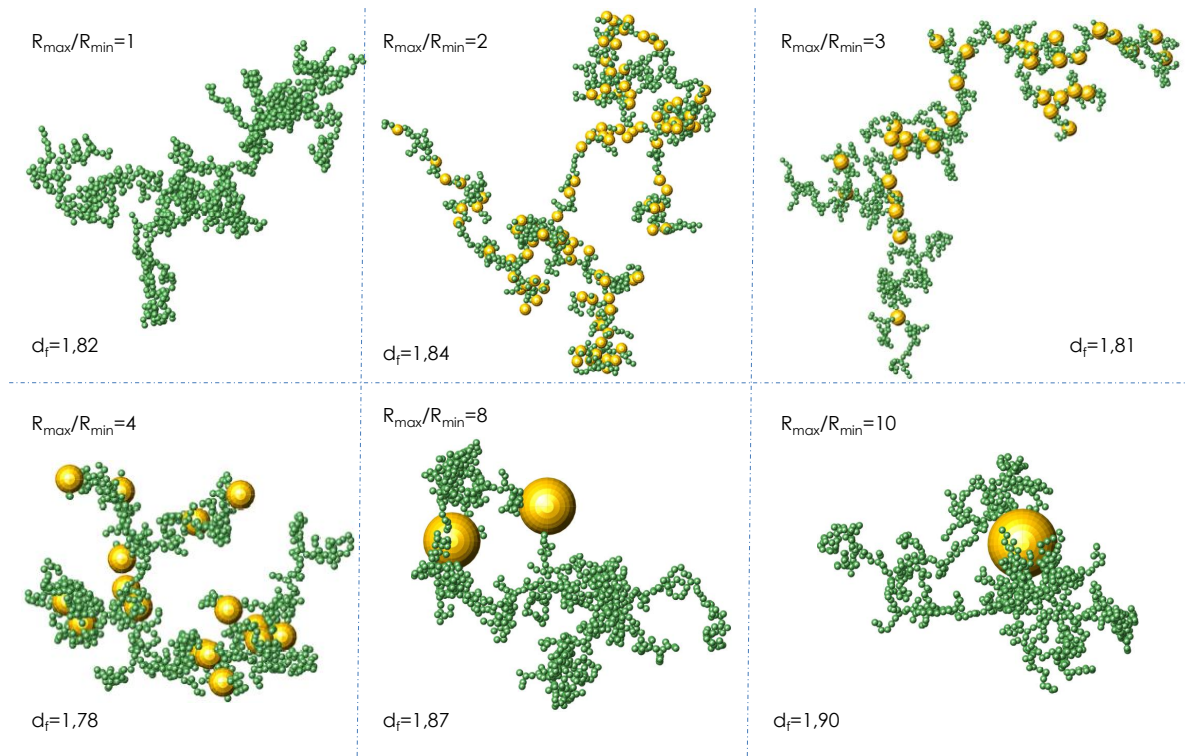 Rmax/Rmin=1
Rmax/Rmin=2
Rmax/Rmin=3
df=1,82
df=1,84
df=1,81
Rmax/Rmin=4
Rmax/Rmin=8
Rmax/Rmin=10
df=1,78
df=1,87
df=1,90